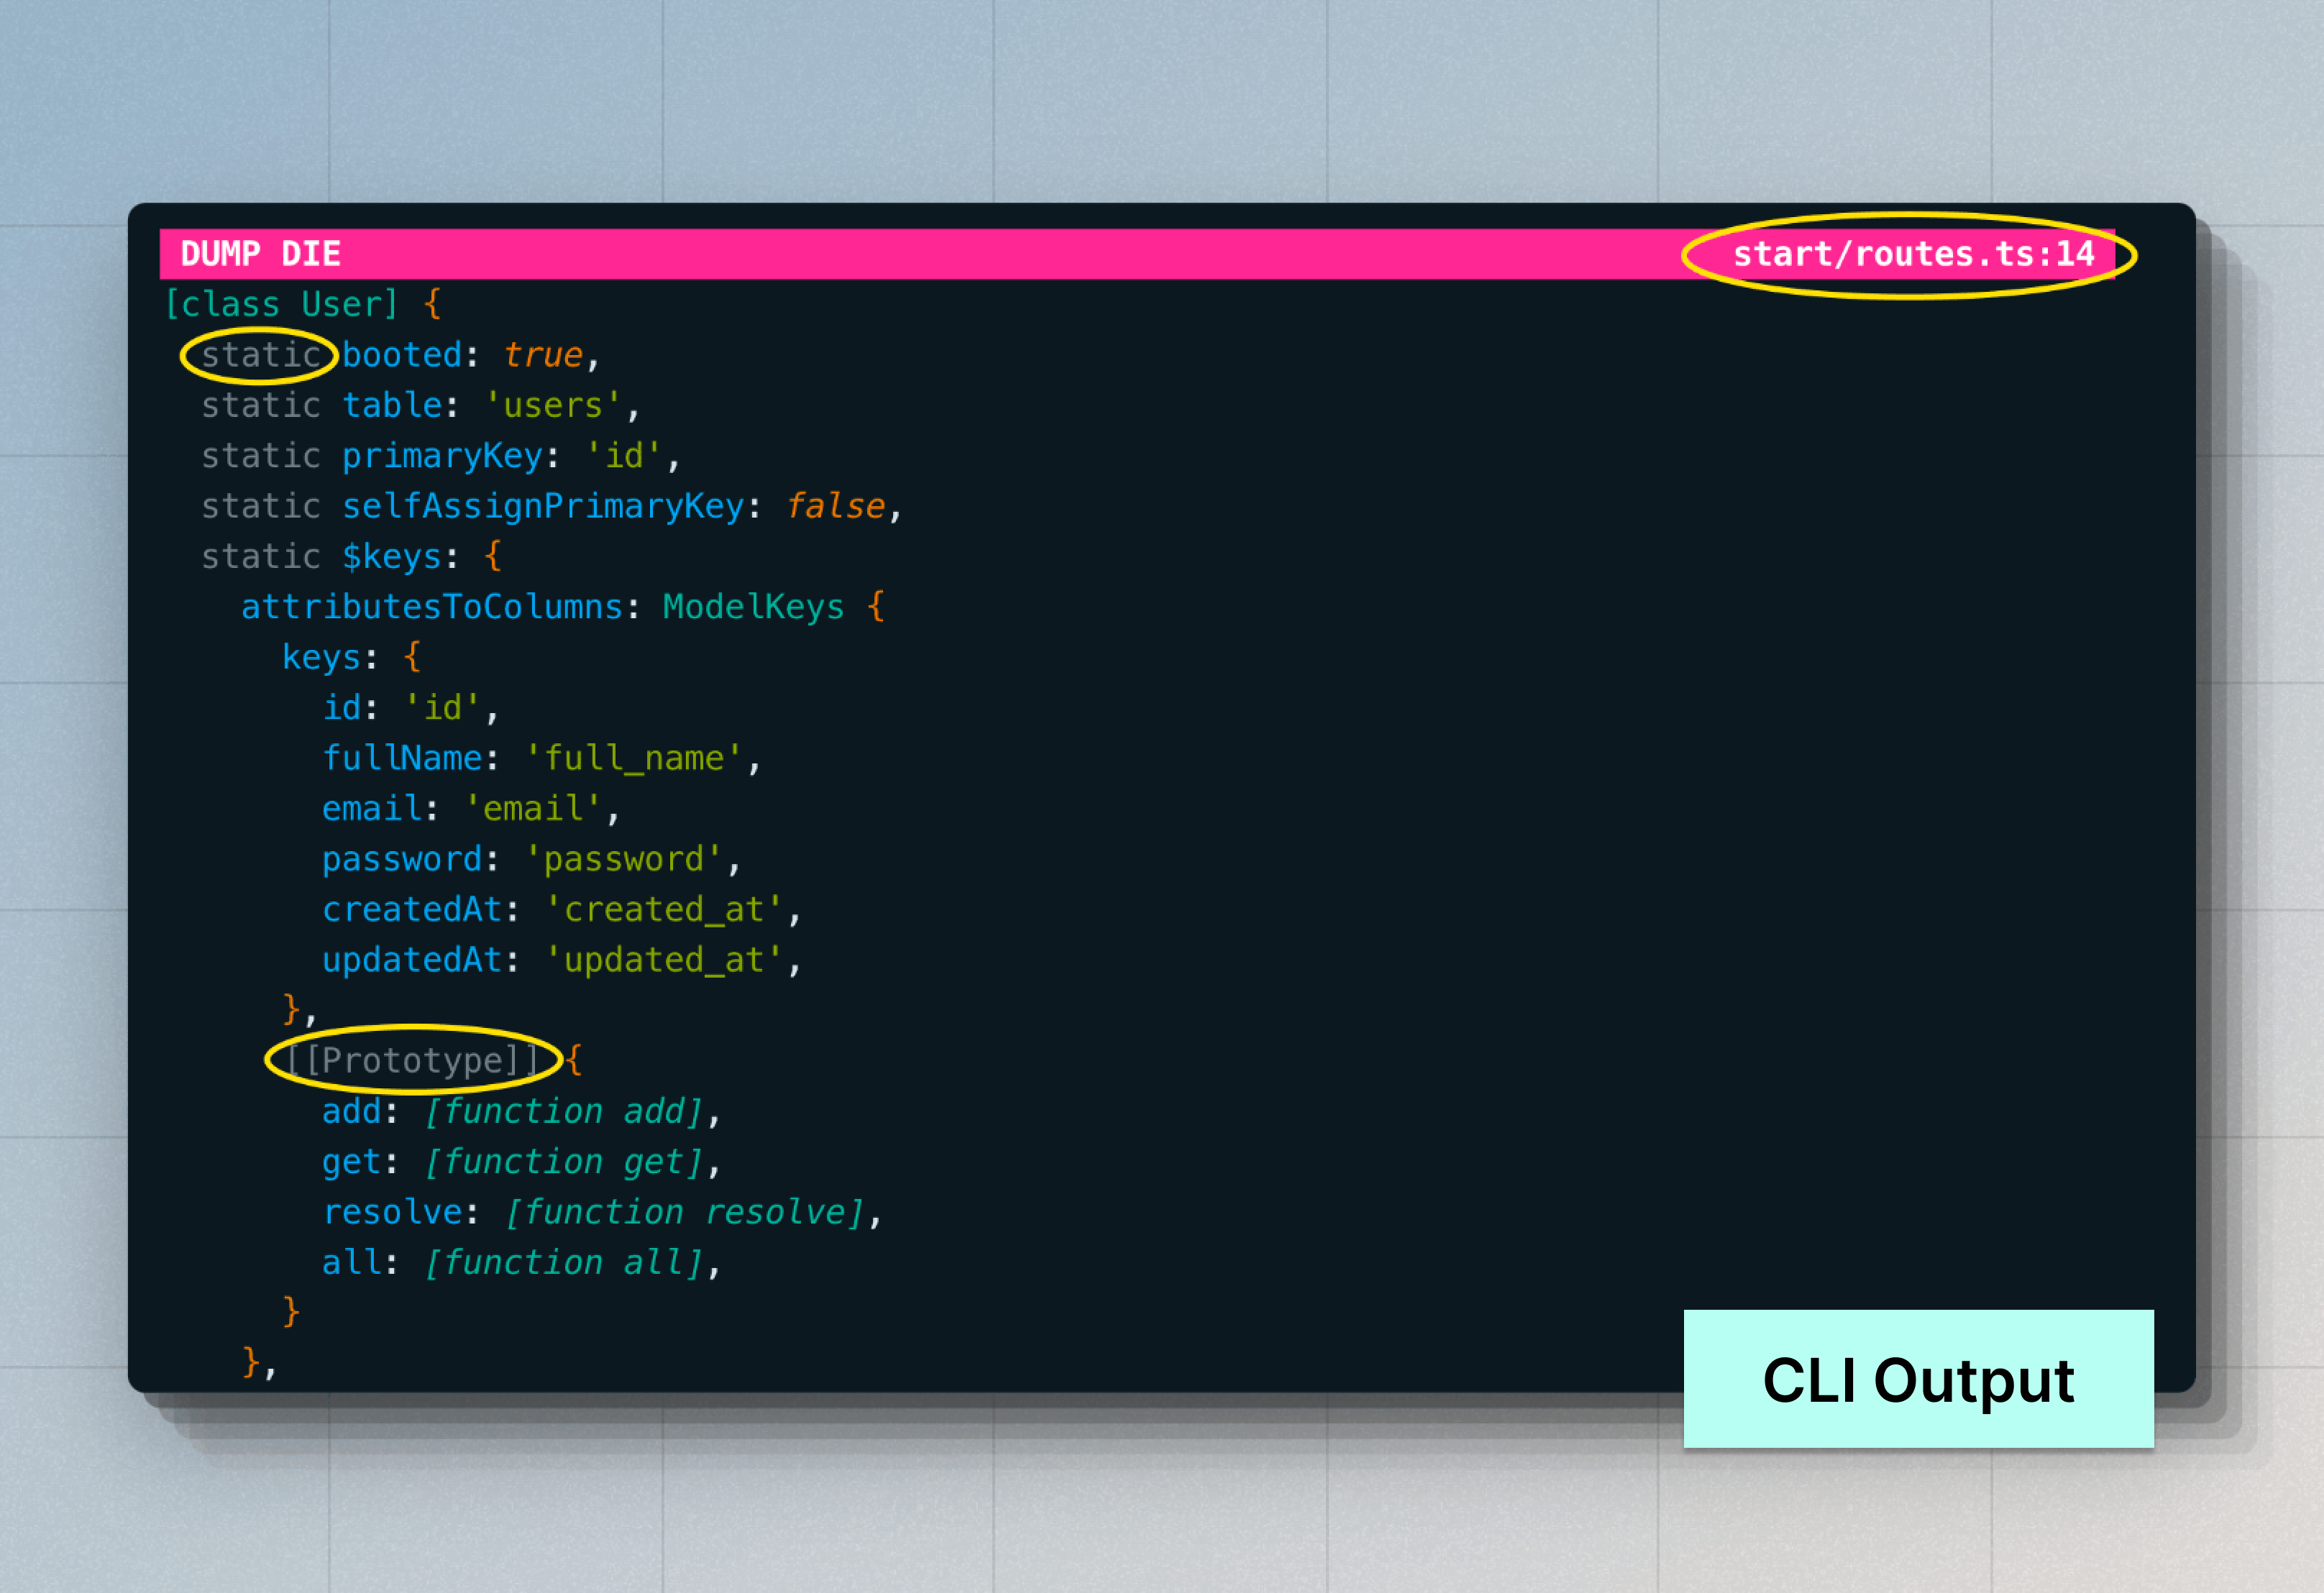 DUMP DIE start/routes.ts:14
[class User] {
  static booted: true,
  static table: 'users',
  static primaryKey: 'id',
  static selfAssignPrimaryKey: false,
  static $keys: {
    attributesToColumns: ModelKeys {
      keys: {
        id: 'id',
        fullName: 'full_name',
        email: 'email',
        password: 'password',
        createdAt: 'created_at',
        updatedAt: 'updated_at',
      },
      [[Prototype]] {
        add: [function add],
        get: [function get],
        resolve: [function resolve],
        all: [function all],
      }
    },
CLI Output